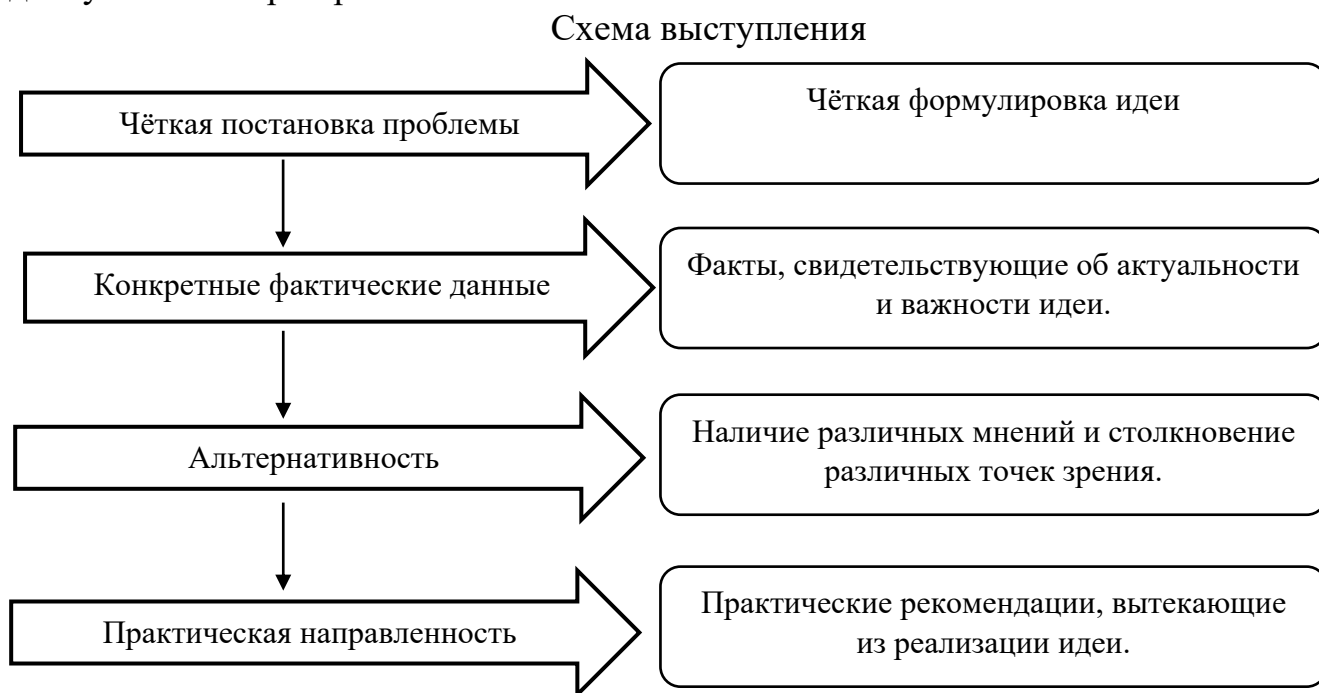 Схема выступления
Чёткая постановка проблемы
Чёткая формулировка идеи
Конкретные фактические данные
Факты, свидетельствующие об актуальности
и важности идеи.
Альтернативность
Наличие различных мнений и столкновение
различных точек зрения.
Практическая направленность
Практические рекомендации, вытекающие
из реализации идеи.